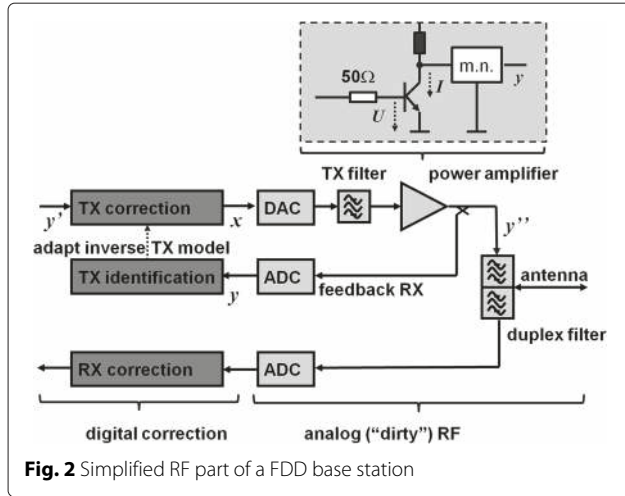 50Ω
U
I
m.n.
y
power amplifier
TX filter
y'
TX correction
x
DAC
y''
adapt inverse TX model
TX identification
y
ADC
feedback RX
antenna
duplex filter
RX correction
ADC
digital correction
analog ("dirty") RF
Fig. 2 Simplified RF part of a FDD base station